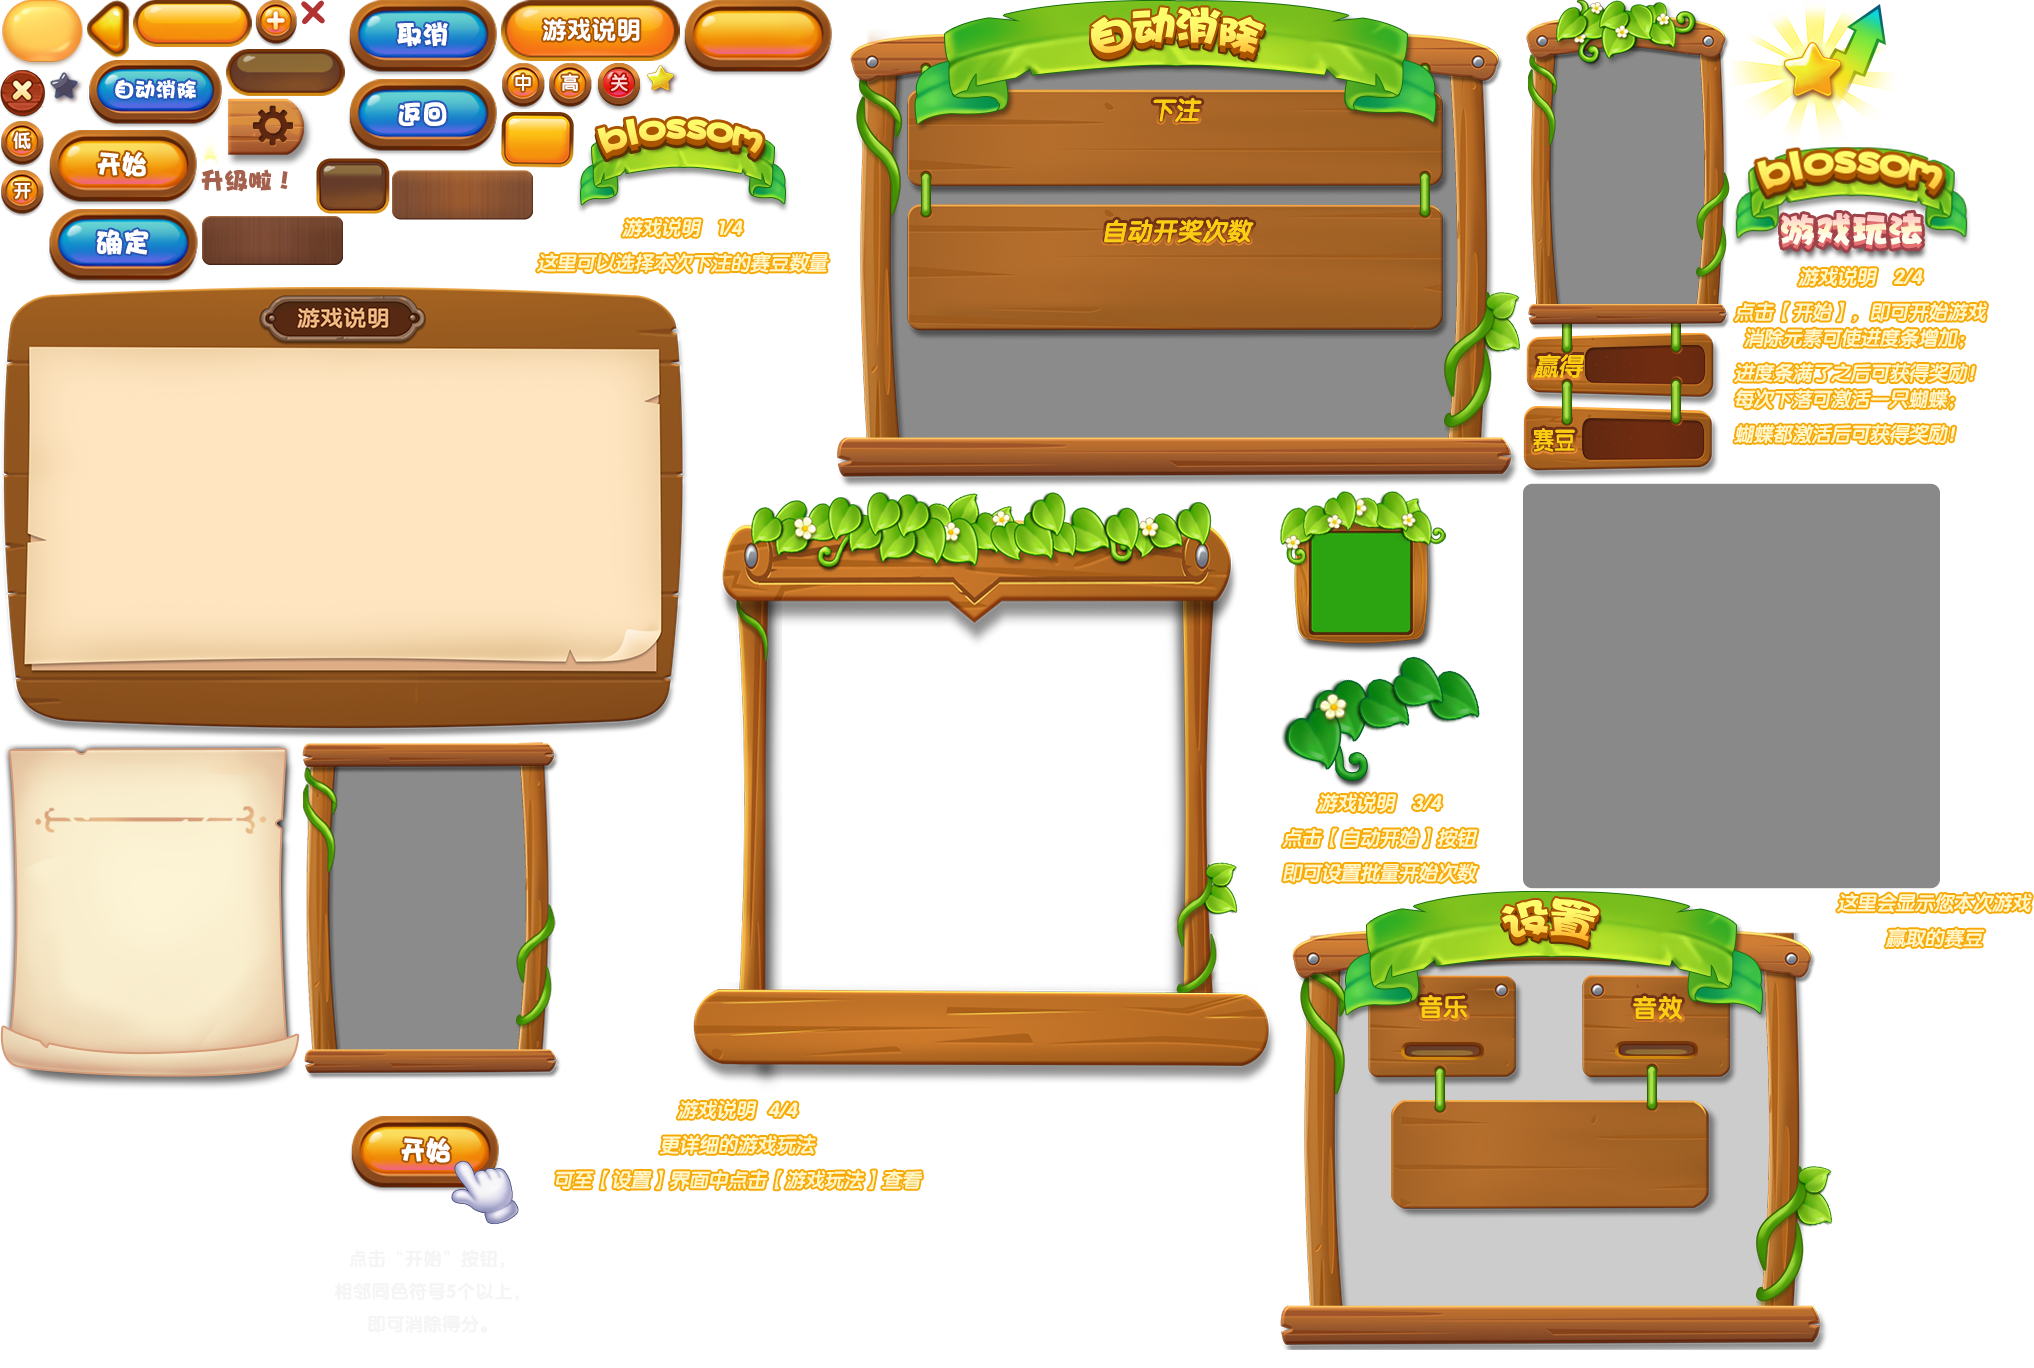 取消
游戏说明
自动消除
中
高
关
返回
低
开始
开
升级啦！
确定
blossom
游戏说明 1/4
这里可以选择本次下注的赛豆数量
自动消除
下注
自动开奖次数
赢得
赛豆
blossom
游戏玩法
游戏说明 2/4
点击【开始】，即可开始游戏
消除元素可使进度条增加；
进度条满了之后可获得奖励！
每次下落可激活一只蝴蝶；
蝴蝶都激活后可获得奖励！
游戏说明
游戏说明 3/4
点击【自动开始】按钮
即可设置批量开始次数
这里会显示您本次游戏
赢取的赛豆
设置
音乐
音效
游戏说明 4/4
更详细的游戏玩法
可至【设置】界面中点击【游戏玩法】查看
开始
点击“开始”按钮，
相邻同色符号5个以上，
即可消除得分。